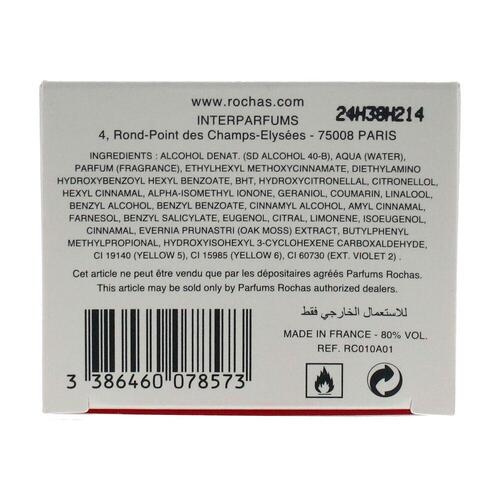 www.rochas.com
24H38H214
INTERPARFUMS
4, Rond-Point des Champs-Elysées - 75008 PARIS
INGREDIENTS : ALCOHOL DENAT. (SD ALCOHOL 40-B), AQUA (WATER),
PARFUM (FRAGRANCE), ETHYLHEXYL METHOXYCINNAMATE, DIETHYLAMINO
HYDROXYBENZOYL HEXYL BENZOATE, BHT, HYDROXYCITRONELLAL, CITRONELLOL,
HEXYL CINNAMAL, ALPHA-ISOMETHYL IONONE, GERANIOL, COUMARIN, LINALOOL,
BENZYL ALCOHOL, BENZYL BENZOATE, CINNAMYL ALCOHOL, AMYL CINNAMAL,
FARNESOL, BENZYL SALICYLATE, EUGENOL, CITRAL, LIMONENE, ISOEUGENOL,
CINNAMAL, EVERNIA PRUNASTRI (OAK MOSS) EXTRACT, BUTYLPHENYL
METHYLPROPIONAL, HYDROXYISOHEXYL 3-CYCLOHEXENE CARBOXALDEHYDE,
CI 19140 (YELLOW 5), CI 15985 (YELLOW 6), CI 60730 (EXT. VIOLET 2) .
Cet article ne peut être vendu que par les dépositaires agréés Parfums Rochas.
This article may be sold only by Parfums Rochas authorized dealers.
للاستعمال الخارجي فقط
MADE IN FRANCE - 80% VOL.
REF. RC010A01
3 386460 078573